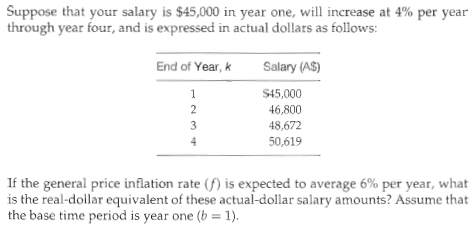 Suppose that your salary is $45,000 in year one, will increase at 4% per year
through year four, and is expressed in actual dollars as follows:
End of Year, k Salary (A$)
1 $45,000
2 46,800
3 48,672
4 50,619
If the general price inflation rate (f) is expected to average 6% per year, what
is the real-dollar equivalent of these actual-dollar salary amounts? Assume that
the base time period is year one (b = 1).